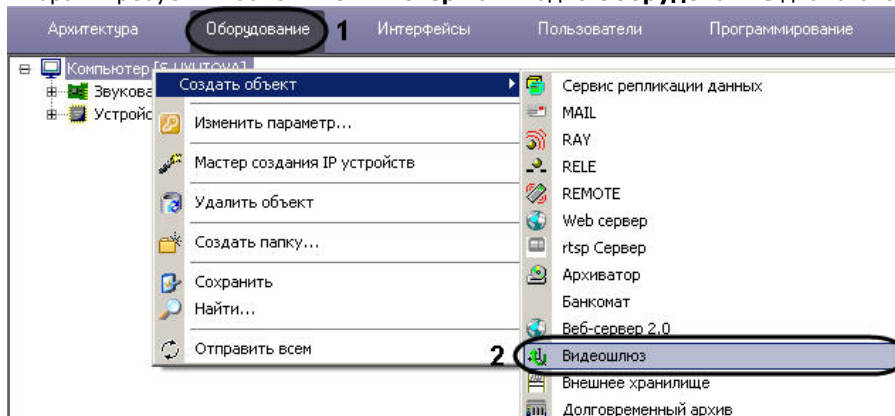 Архитектура Оборудование 1 Интерфейсы Пользователи Программирование
Компьютер
Звукова
Устройс
Создать объект
Изменить параметр...
Мастер создания IP устройств
Удалить объект
Создать папку...
Сохранить
Найти...
Отправить всем
Сервис репликации данных
MAIL
RAY
RELE
REMOTE
Web сервер
rtsp Сервер
Архиватор
Банкомат
Веб-сервер 2.0
2 Видеошлюз
Внешнее хранилище
Долговременный архив